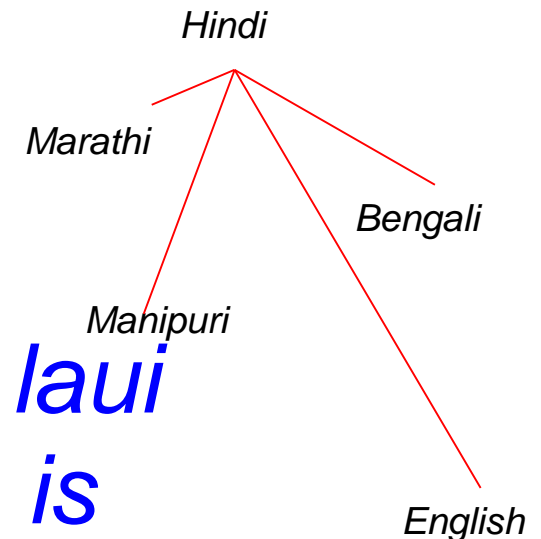 Hindi
Marathi
Bengali
Manipuri
laui
is
English